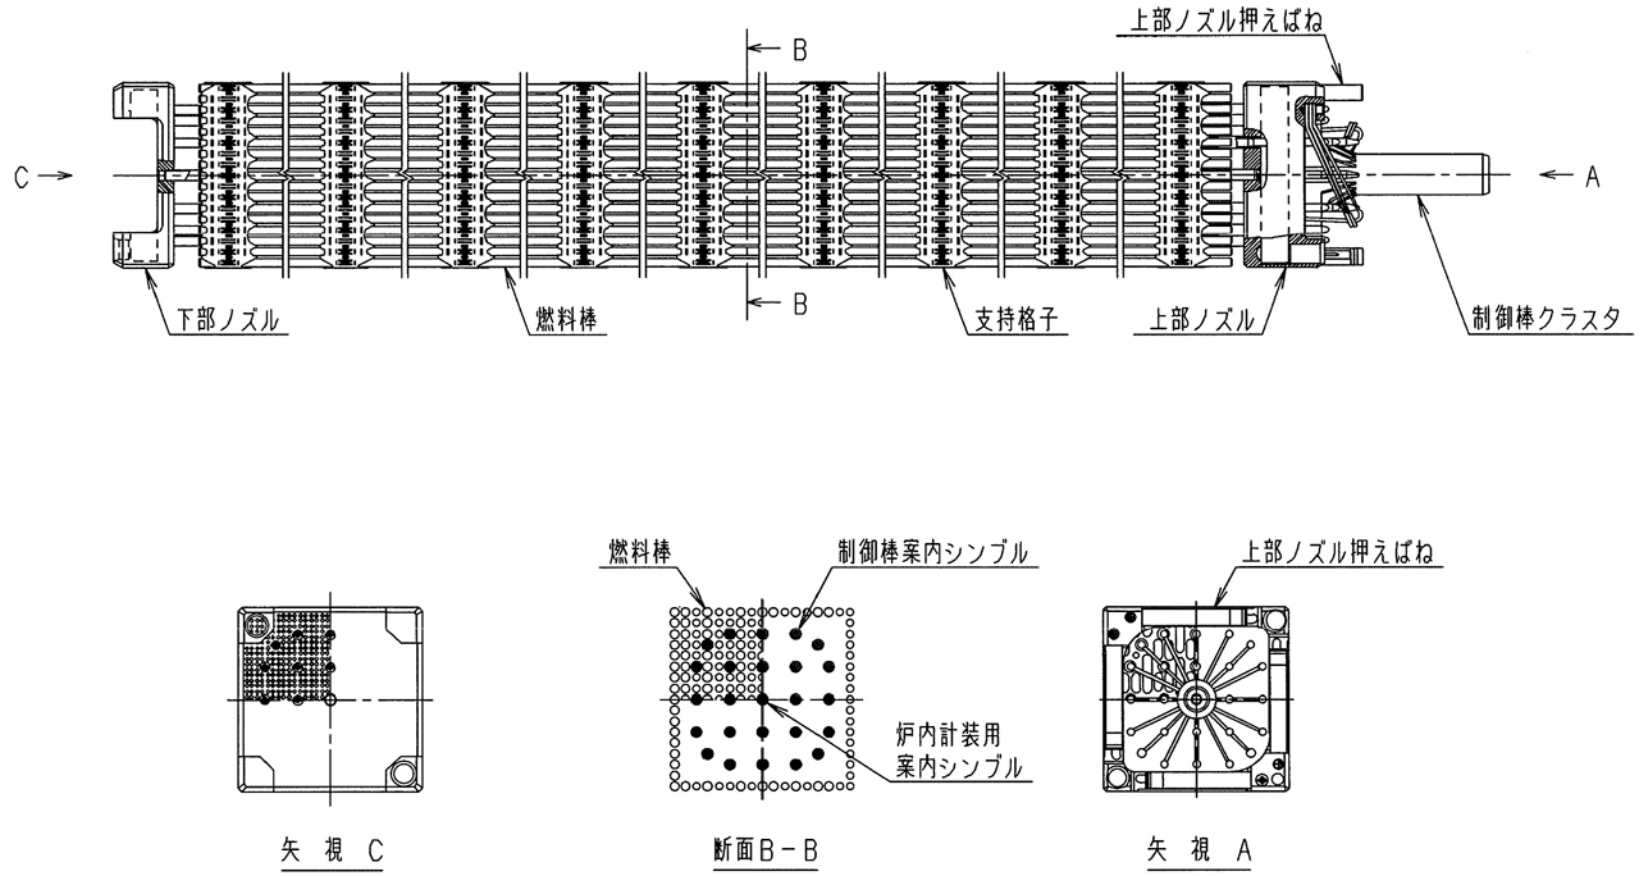 上部ノズル押えばね
B
C
A
B
下部ノズル
燃料棒
支持格子
上部ノズル
制御棒クラスタ
燃料棒
制御棒案内シンブル
上部ノズル押えばね
炉内計装用
案内シンブル
矢視 C
断面B-B
矢視 A